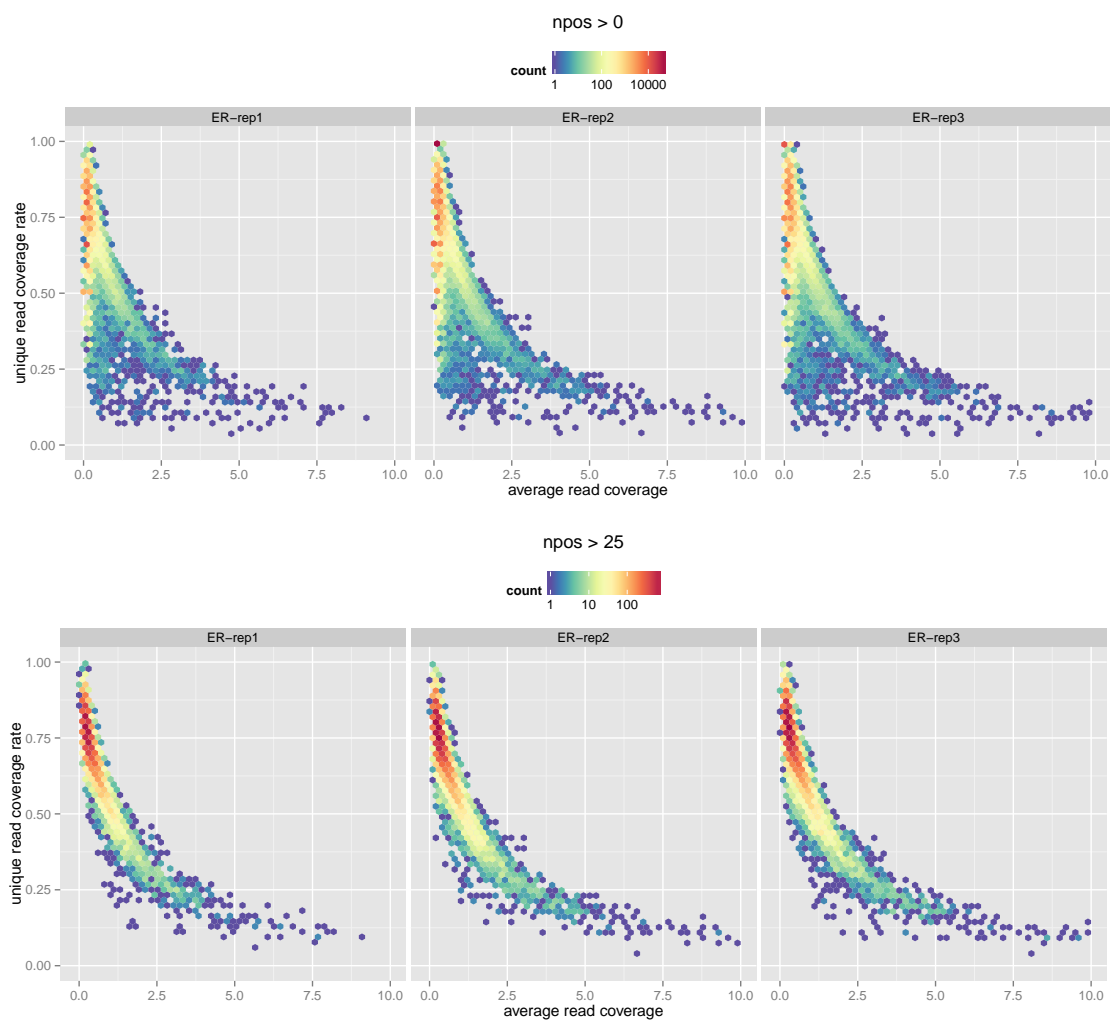 npos > 0
count
1 100 10000
ER−rep1 ER−rep2 ER−rep3
1.00
0.75
0.50
0.25
0.00
unique read coverage rate
0.0 2.5 5.0 7.5 10.0 0.0 2.5 5.0 7.5 10.0 0.0 2.5 5.0 7.5 10.0
average read coverage
npos > 25
count
1 10 100
ER−rep1 ER−rep2 ER−rep3
1.00
0.75
0.50
0.25
0.00
unique read coverage rate
0.0 2.5 5.0 7.5 10.0 0.0 2.5 5.0 7.5 10.0 0.0 2.5 5.0 7.5 10.0
average read coverage